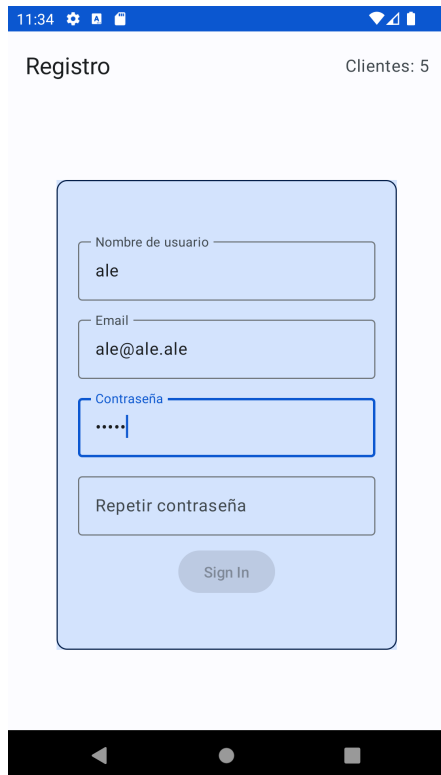 11:34
Registro
Clientes: 5
Nombre de usuario
ale
Email
ale@ale.ale
Contraseña
•••••
Repetir contraseña
Sign In